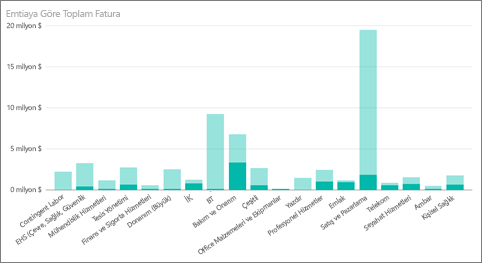 Emtiaya Göre Toplam Fatura
20 milyon $
15 milyon $
10 milyon $
5 milyon $
0 milyon $
Contingent Labor
EHS (Çevre, Sağlık, Güvenlik
Mühendislik Hizmetleri
Tesis Yönetimi
Finans ve Sigorta Hizmetleri
Donanım (Büyük)
İK
BT
Bakım ve Onarım
Çeşitli
Office Malzemeleri ve Ekipmanlar
Yazdır
Profesyonel Hizmetler
Emlak
Satış ve Pazarlama
Telekom
Seyahat Hizmetleri
Ambar
Kişisel Sağlık